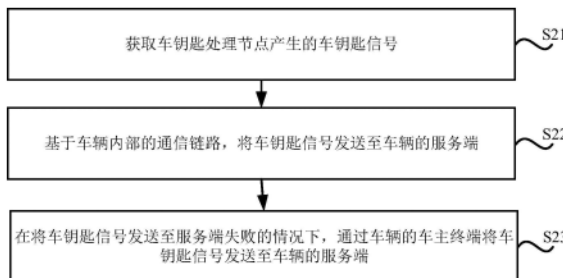 获取车钥匙处理节点产生的车钥匙信号
S21
基于车辆内部的通信链路，将车钥匙信号发送至车辆的服务端
S22
在将车钥匙信号发送至服务端失败的情况下，通过车辆的车主终端将车
钥匙信号发送至车辆的服务端
S23